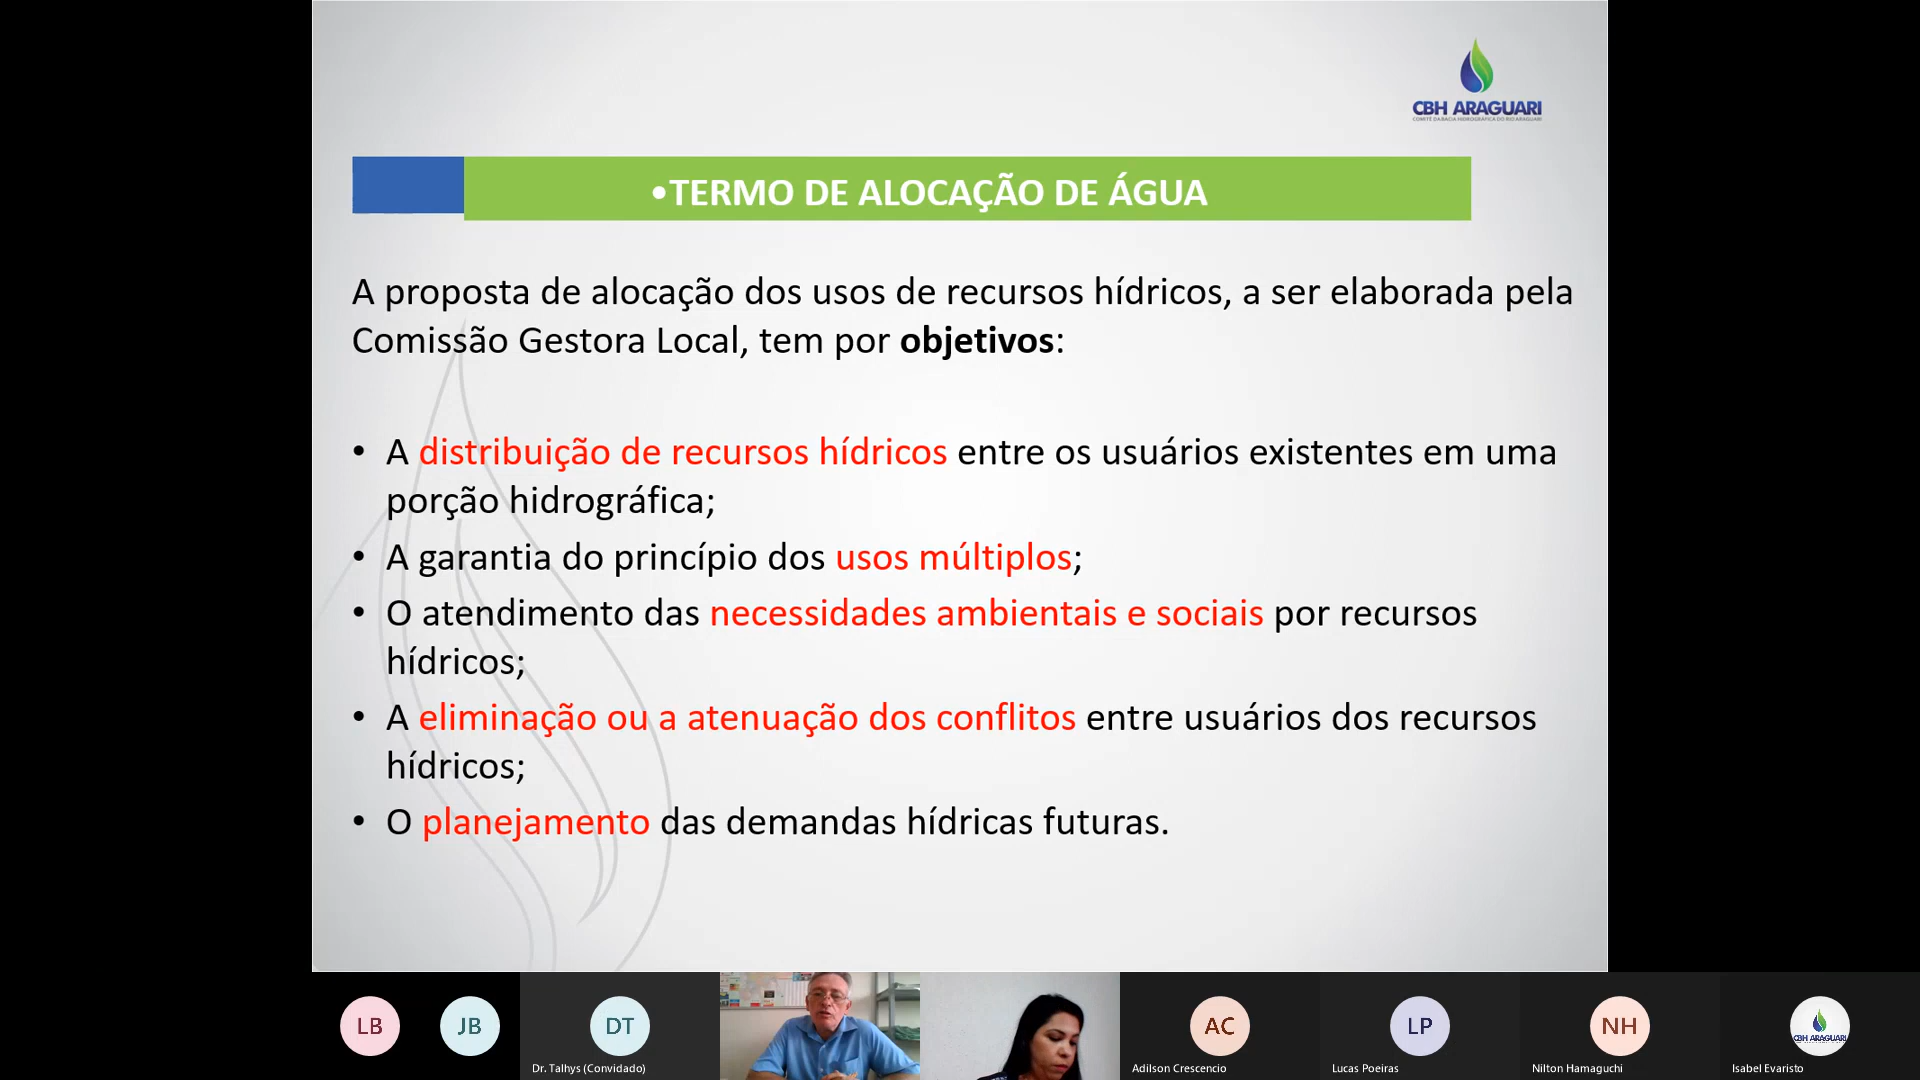 CBH ARAGUARI
COMITÊ DA BACIA HIDROGRÁFICA DO RIO ARAGUARI
•TERMO DE ALOCAÇÃO DE ÁGUA
A proposta de alocação dos usos de recursos hídricos, a ser elaborada pela
Comissão Gestora Local, tem por objetivos:
• A distribuição de recursos hídricos entre os usuários existentes em uma
porção hidrográfica;
• A garantia do princípio dos usos múltiplos;
• O atendimento das necessidades ambientais e sociais por recursos
hídricos;
• A eliminação ou a atenuação dos conflitos entre usuários dos recursos
hídricos;
• O planejamento das demandas hídricas futuras.
LB
JB
DT
AC
LP
NH
CBH ARAGUARI
Dr. Talhys (Convidado)
Adilson Crescencio
Lucas Poeiras
Nilton Hamaguchi
Isabel Evaristo